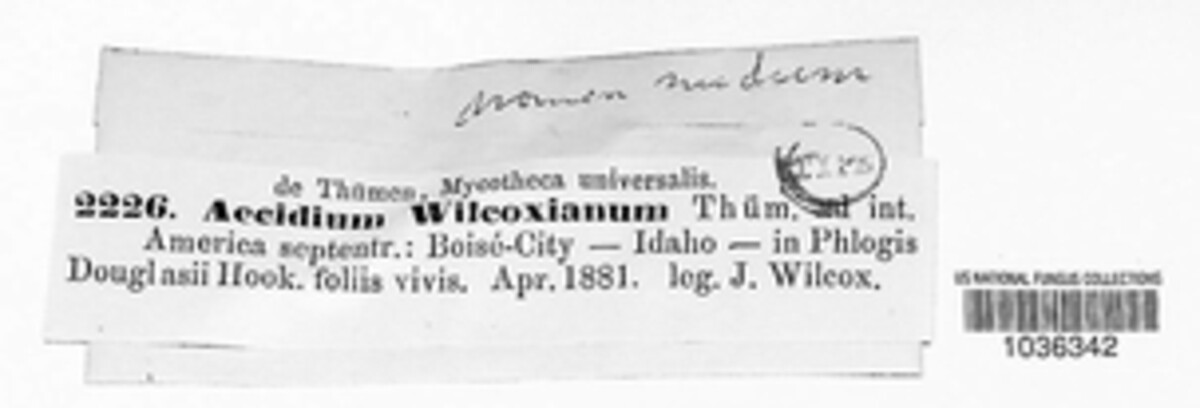 nomen nudum
TYPE
de Thümen, Mycotheca universalis.
2226. Aecidium Wilcoxianum Thüm. ad int.
America septentr.: Boisé-City — Idaho — in Phlogis
Douglasii Hook. foliis vivis. Apr. 1881. leg. J. Wilcox.
US NATIONAL FUNGUS COLLECTIONS
1036342